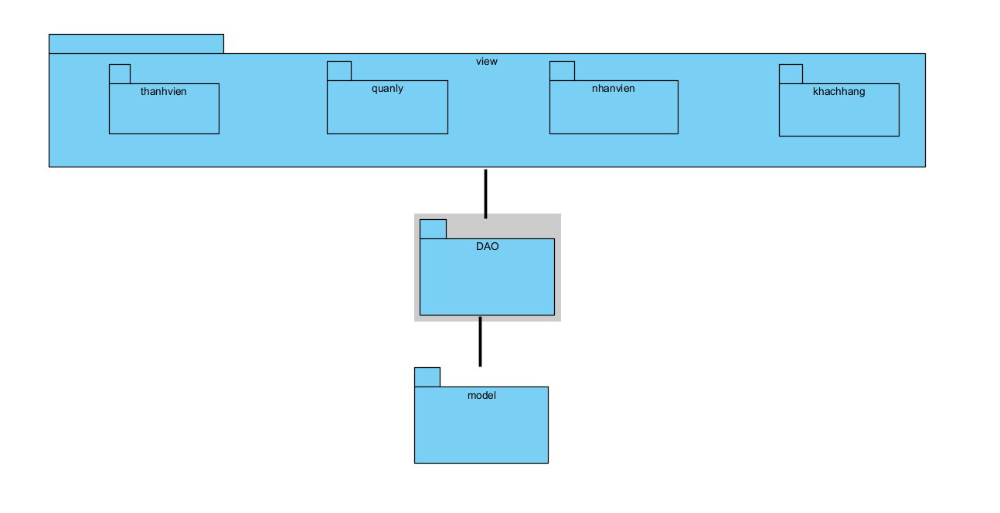 view
thanhvien
quanly
nhanvien
khachhang
DAO
model